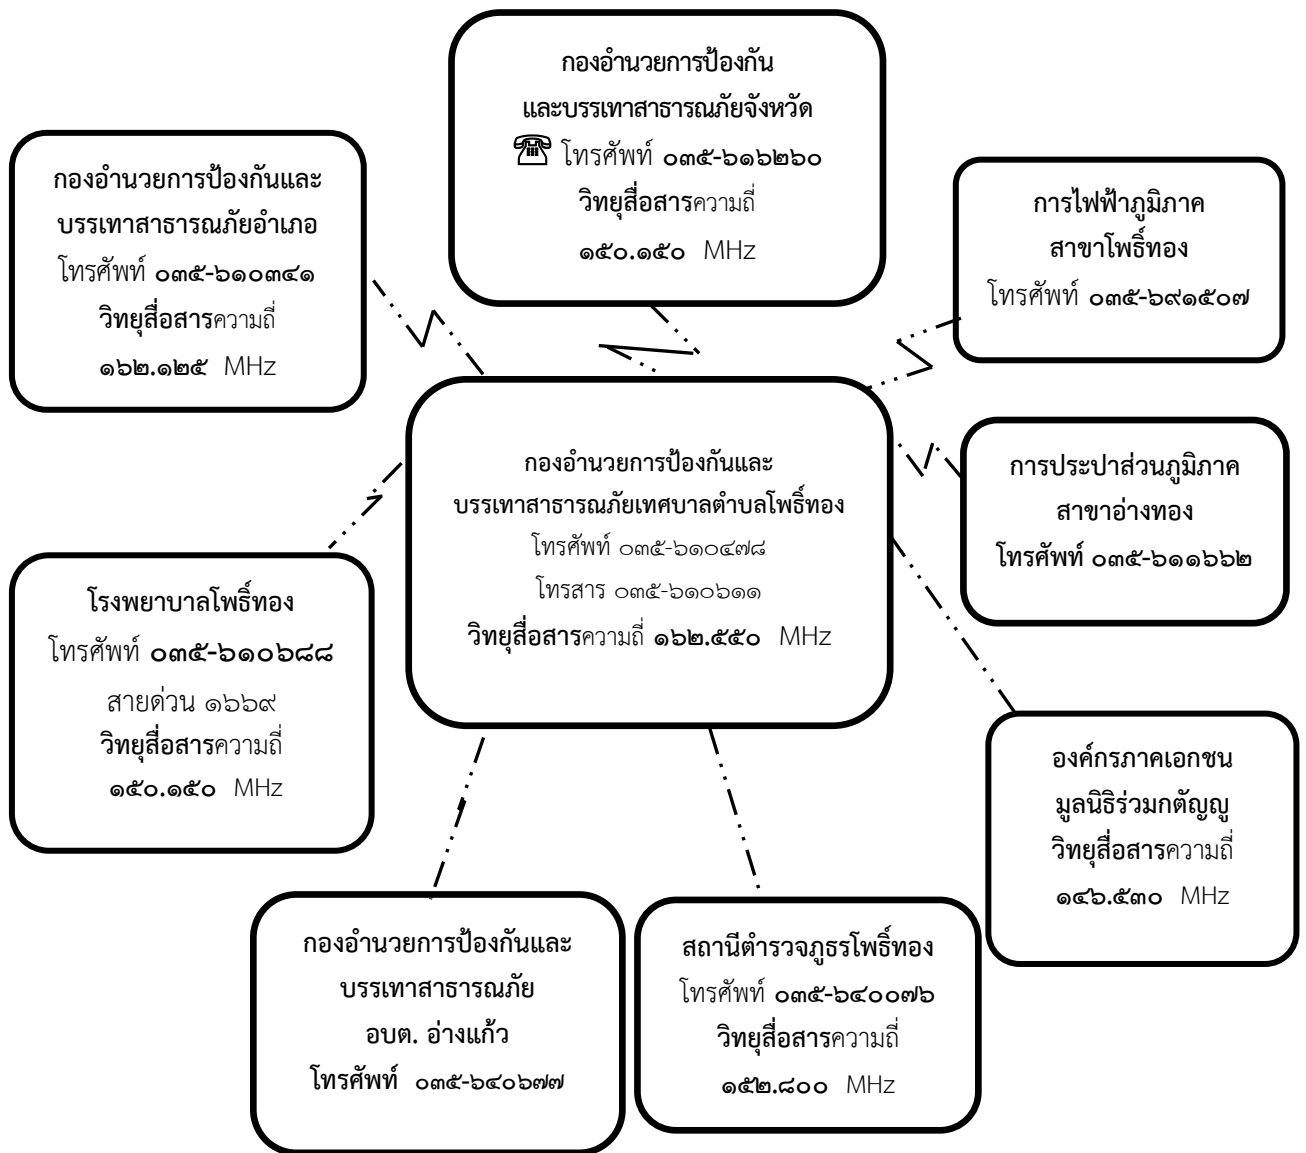 กองอำนวยการป้องกัน
และบรรเทาสาธารณภัยจังหวัด
โทรศัพท์ ๐๓๕-๖๑๖๒๖๐
วิทยุสื่อสารความถี่
๑๕๐.๑๕๐ MHz
กองอำนวยการป้องกันและ
บรรเทาสาธารณภัยอำเภอ
โทรศัพท์ ๐๓๕-๖๑๐๓๔๑
วิทยุสื่อสารความถี่
๑๖๒.๑๒๕ MHz
การไฟฟ้าภูมิภาค
สาขาโพธิ์ทอง
โทรศัพท์ ๐๓๕-๖๙๑๕๐๗
กองอำนวยการป้องกันและ
บรรเทาสาธารณภัยเทศบาลตำบลโพธิ์ทอง
โทรศัพท์ ๐๓๕-๖๑๐๔๗๘
โทรสาร ๐๓๕-๖๑๐๖๑๑
วิทยุสื่อสารความถี่ ๑๖๒.๕๕๐ MHz
การประปาส่วนภูมิภาค
สาขาอ่างทอง
โทรศัพท์ ๐๓๕-๖๑๑๖๖๒
โรงพยาบาลโพธิ์ทอง
โทรศัพท์ ๐๓๕-๖๑๐๖๘๘
สายด่วน ๑๖๖๙
วิทยุสื่อสารความถี่
๑๕๐.๑๕๐ MHz
องค์กรภาคเอกชน
มูลนิธิร่วมกตัญญู
วิทยุสื่อสารความถี่
๑๔๖.๕๓๐ MHz
กองอำนวยการป้องกันและ
บรรเทาสาธารณภัย
อบต. อ่างแก้ว
โทรศัพท์ ๐๓๕-๖๔๐๖๗๗
สถานีตำรวจภูธรโพธิ์ทอง
โทรศัพท์ ๐๓๕-๖๔๐๐๗๖
วิทยุสื่อสารความถี่
๑๕๒.๘๐๐ MHz